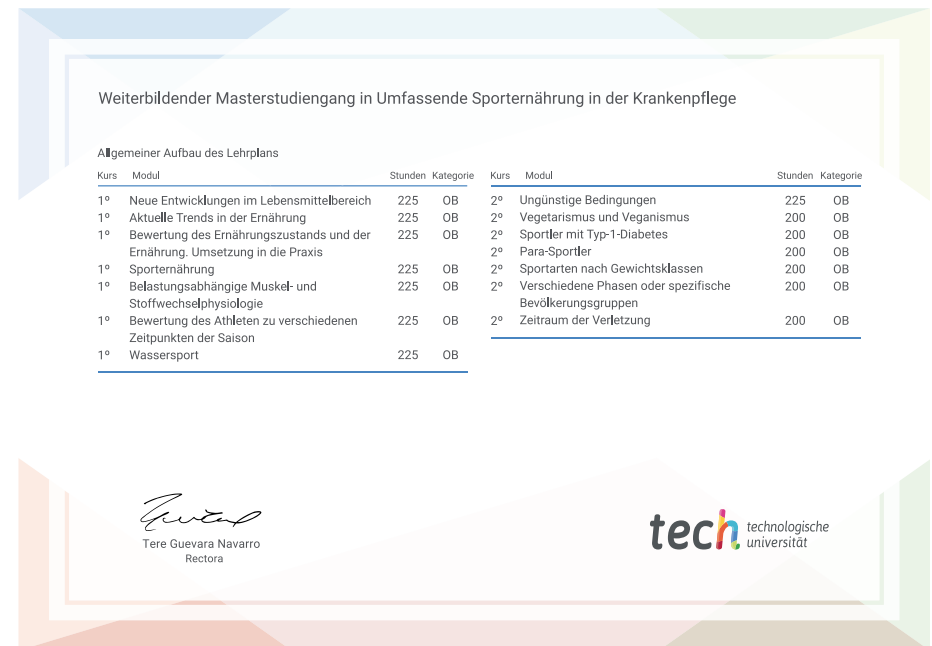 Weiterbildender Masterstudiengang in Umfassende Sporternährung in der Krankenpflege
Allgemeiner Aufbau des Lehrplans
Kurs Modul Stunden Kategorie
1º Neue Entwicklungen im Lebensmittelbereich 225 OB
1º Aktuelle Trends in der Ernährung 225 OB
1º Bewertung des Ernährungszustands und der 225 OB
Ernährung. Umsetzung in die Praxis
1º Sporternährung 225 OB
1º Belastungsabhängige Muskel- und 225 OB
Stoffwechselphysiologie
1º Bewertung des Athleten zu verschiedenen 225 OB
Zeitpunkten der Saison
1º Wassersport 225 OB
Kurs Modul Stunden Kategorie
2º Ungünstige Bedingungen 225 OB
2º Vegetarismus und Veganismus 200 OB
2º Sportler mit Typ-1-Diabetes 200 OB
2º Para-Sportler 200 OB
2º Sportarten nach Gewichtsklassen 200 OB
2º Verschiedene Phasen oder spezifische 200 OB
Bevölkerungsgruppen
2º Zeitraum der Verletzung 200 OB
Tere Guevara Navarro
Rectora
tech technologische
universität